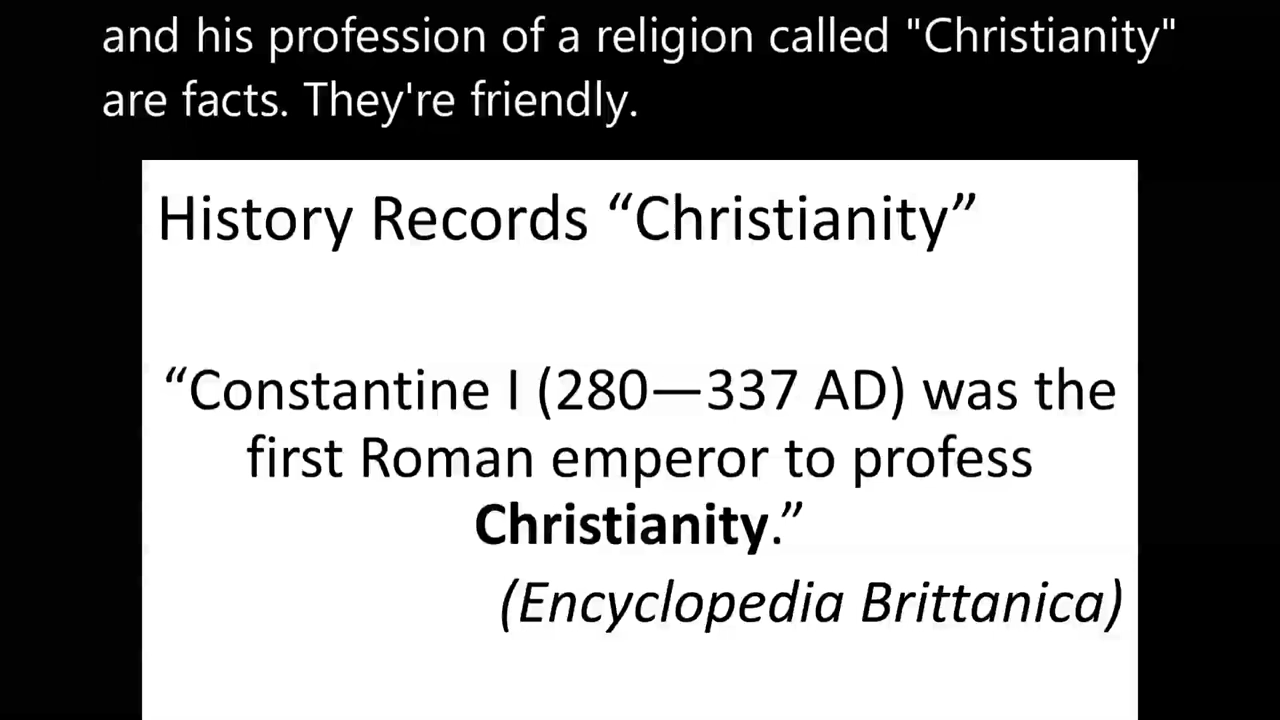 and his profession of a religion called "Christianity"
are facts. They're friendly.
History Records “Christianity”
“Constantine I (280—337 AD) was the
first Roman emperor to profess
Christianity.”
(Encyclopedia Brittanica)